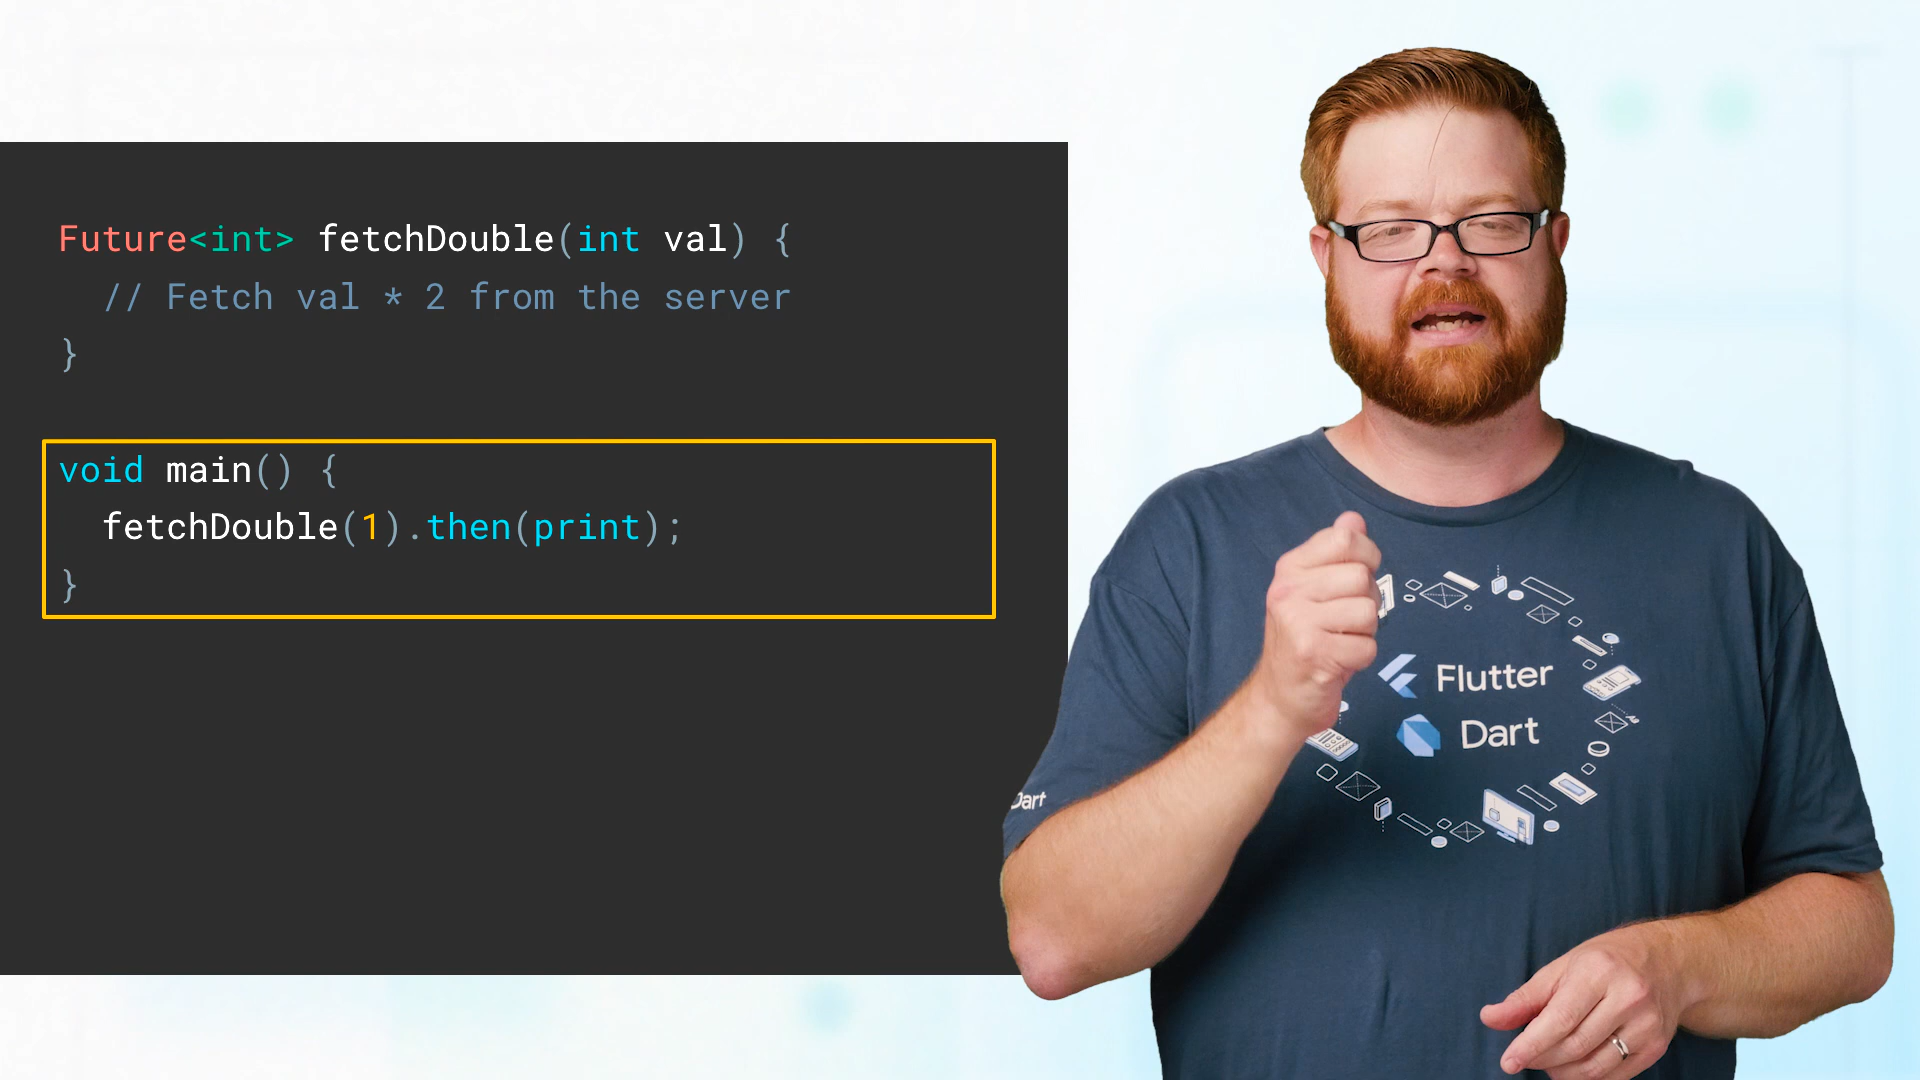 Future<int> fetchDouble(int val) {
  // Fetch val * 2 from the server
}
void main() {
  fetchDouble(1).then(print);
}
Flutter
Dart
Dart